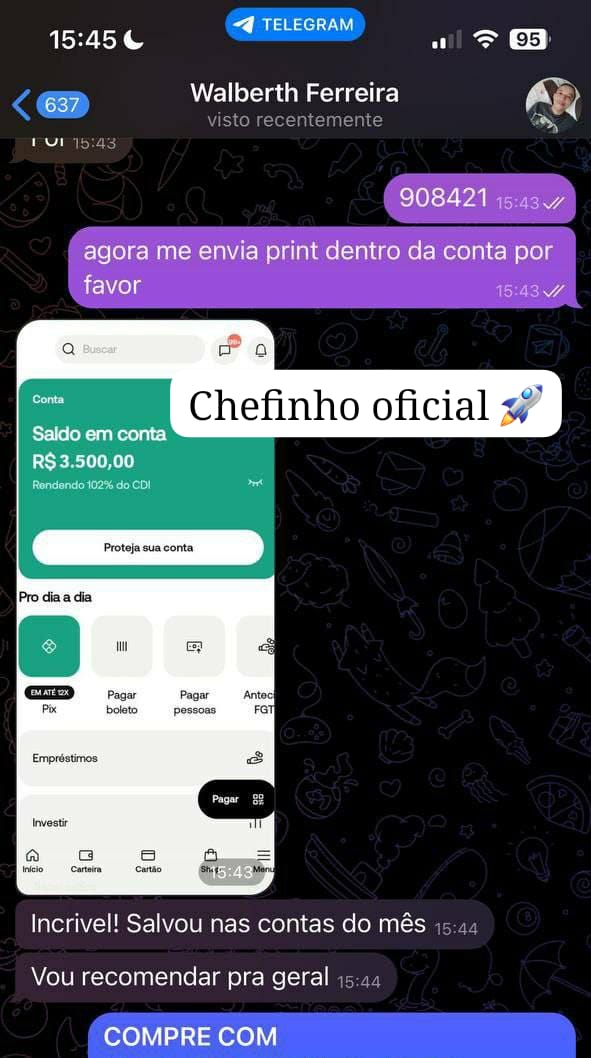 15:45
TELEGRAM
95
637
Walberth Ferreira
visto recentemente
15:43
908421 15:43
agora me envia print dentro da conta por
favor
15:43
Buscar
99+
Conta
Chefinho oficial 🚀
Saldo em conta
R$ 3.500,00
Rendendo 102% do CDI
Proteja sua conta
Pro dia a dia
EM ATÉ 12X
Pix
Pagar
boleto
Pagar
pessoas
Anteci
FGT
Empréstimos
Pagar
Investir
Início
Carteira
Cartão
Sho
Menu
15:43
Incrivel! Salvou nas contas do mês 15:44
Vou recomendar pra geral 15:44
COMPRE COM